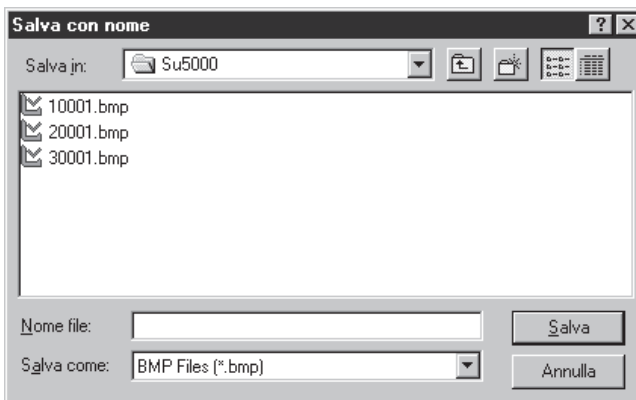 Salva con nome
Salva in: Su5000
10001.bmp
20001.bmp
30001.bmp
Nome file: Salva
Salva come: BMP Files (*.bmp) Annulla